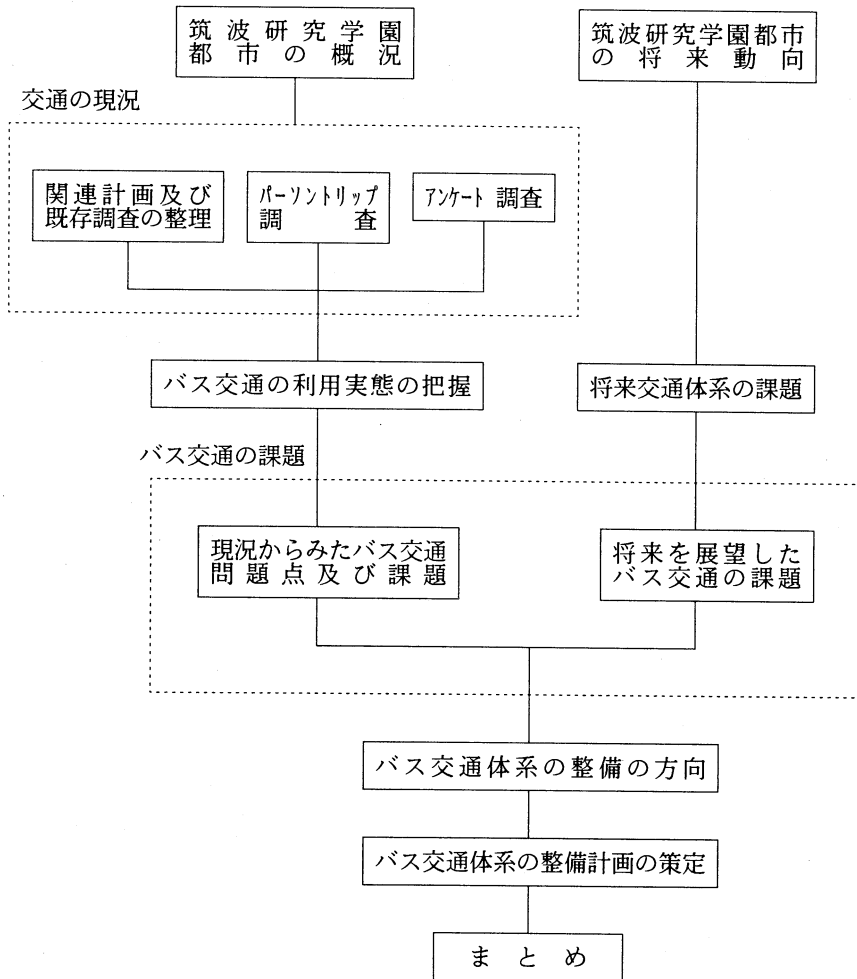 筑波研究学園
都市の概況
筑波研究学園都市
の将来動向
交通の現況
関連計画及び
既存調査の整理
パーソントリップ
調査
アンケート調査
バス交通の利用実態の把握
将来交通体系の課題
バス交通の課題
現況からみたバス交通
問題点及び課題
将来を展望した
バス交通の課題
バス交通体系の整備の方向
バス交通体系の整備計画の策定
まとめ